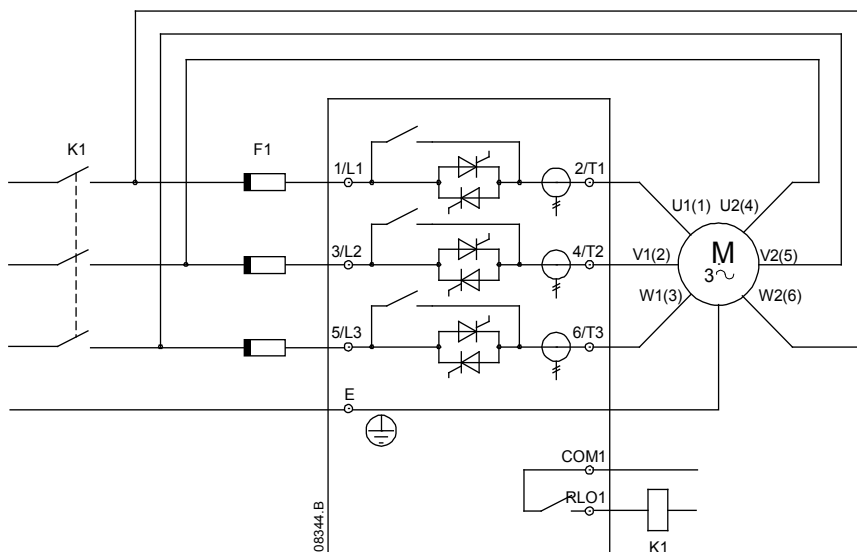 K1
F1
1/L1
2/T1
U1(1)
U2(4)
3/L2
4/T2
V1(2)
M
3
V2(5)
W1(3)
W2(6)
5/L3
6/T3
E
COM1
RLO1
K1
08344.B